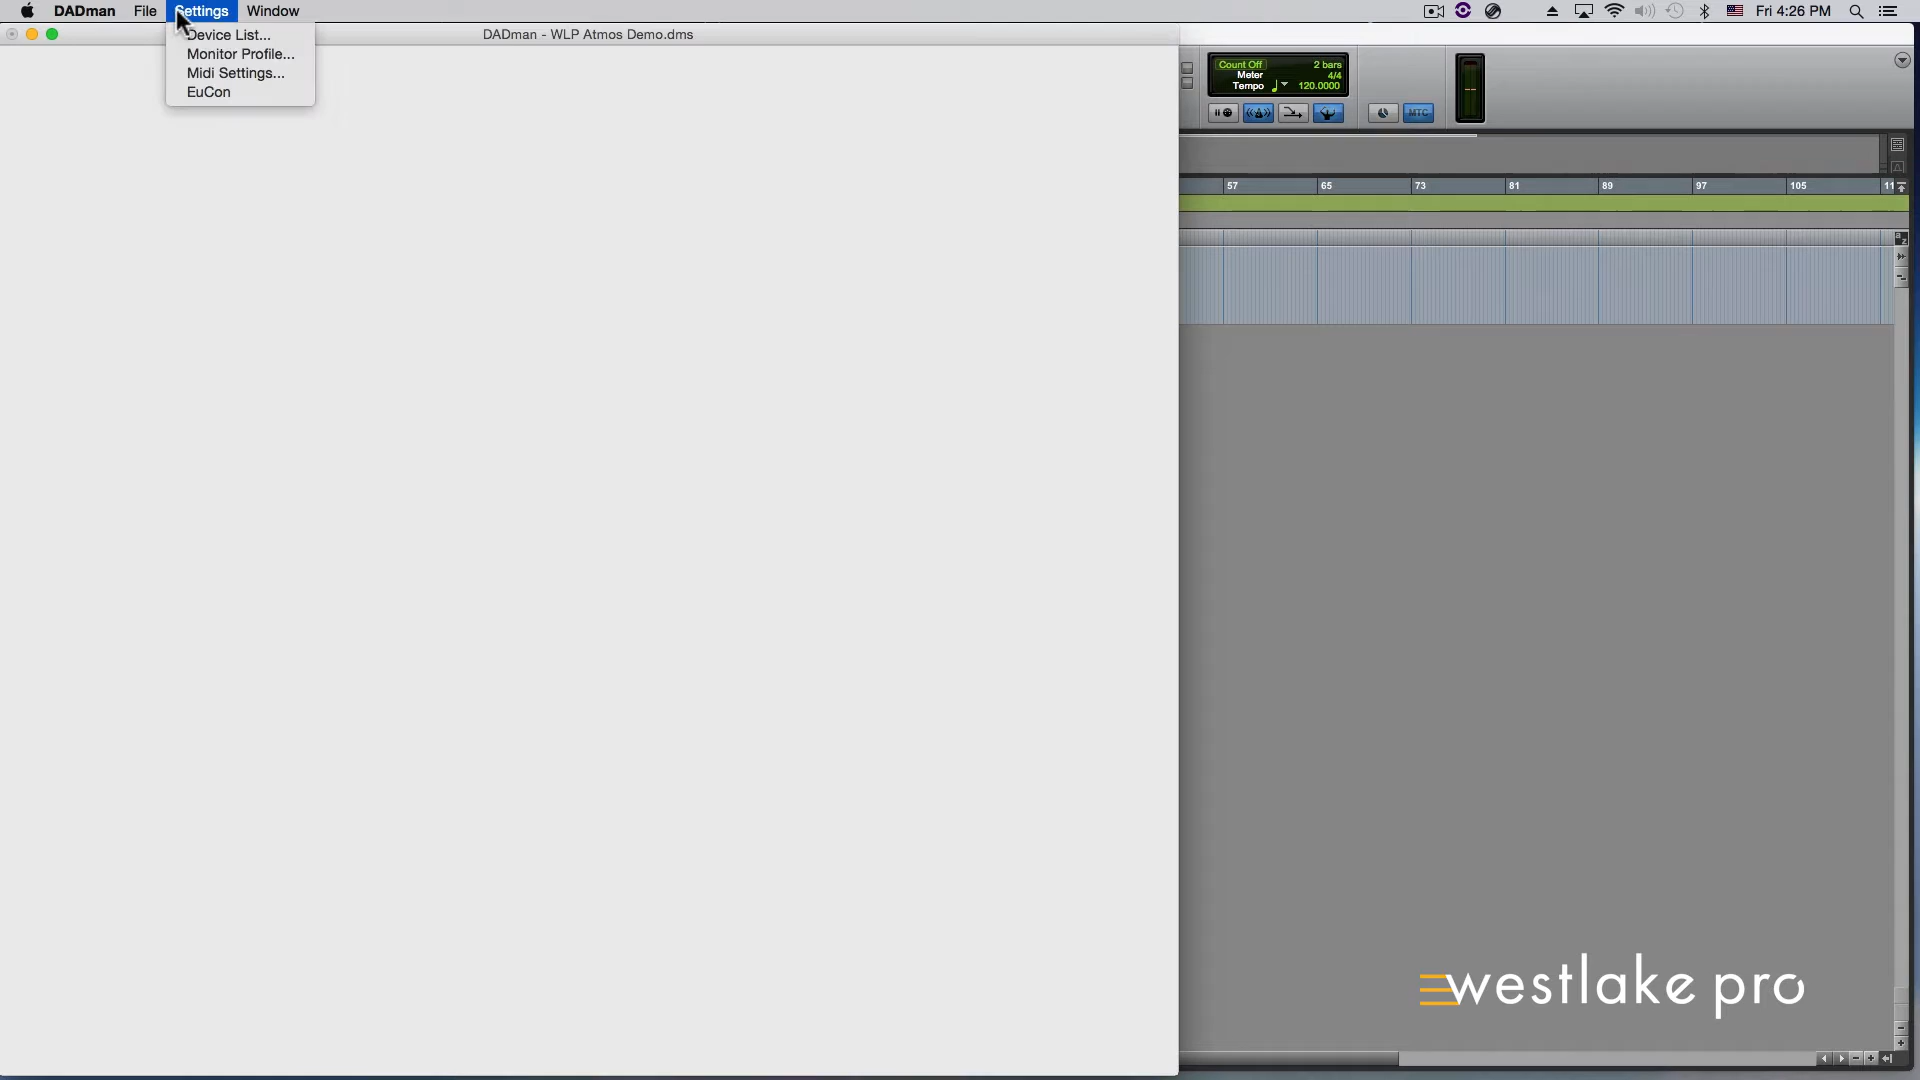 DADman File Settings Window
Fri 4:26 PM
Device List...
Monitor Profile...
Midi Settings...
EuCon
DADman - WLP Atmos Demo.dms
Count Off 2 bars
Meter 4/4
Tempo 120.0000
MTC
57 65 73 81 89 97 105 11
a z
westlake pro